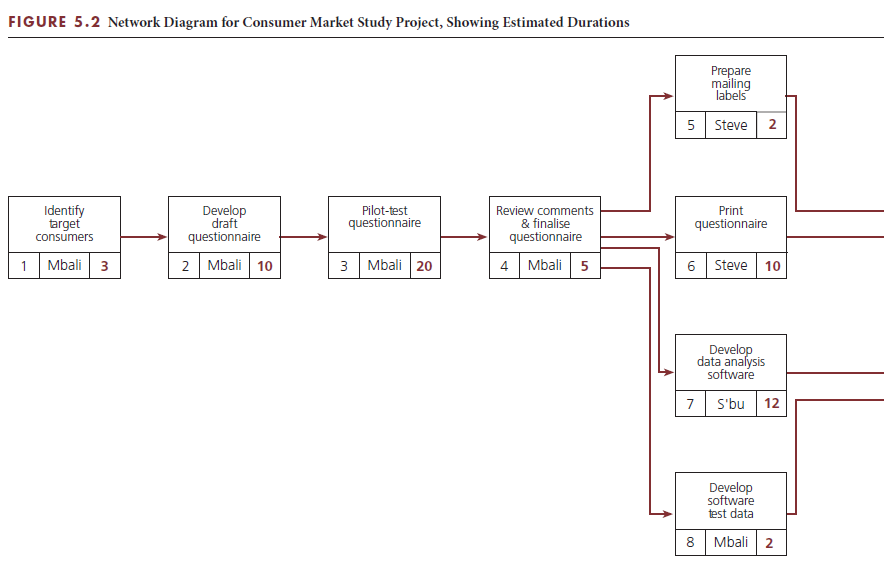 FIGURE 5.2 Network Diagram for Consumer Market Study Project, Showing Estimated Durations
Identify
target
consumers
1 Mbali 3
Develop
draft
questionnaire
2 Mbali 10
Pilot-test
questionnaire
3 Mbali 20
Review comments
& finalise
questionnaire
4 Mbali 5
Prepare
mailing
labels
5 Steve 2
Print
questionnaire
6 Steve 10
Develop
data analysis
software
7 S'bu 12
Develop
software
test data
8 Mbali 2